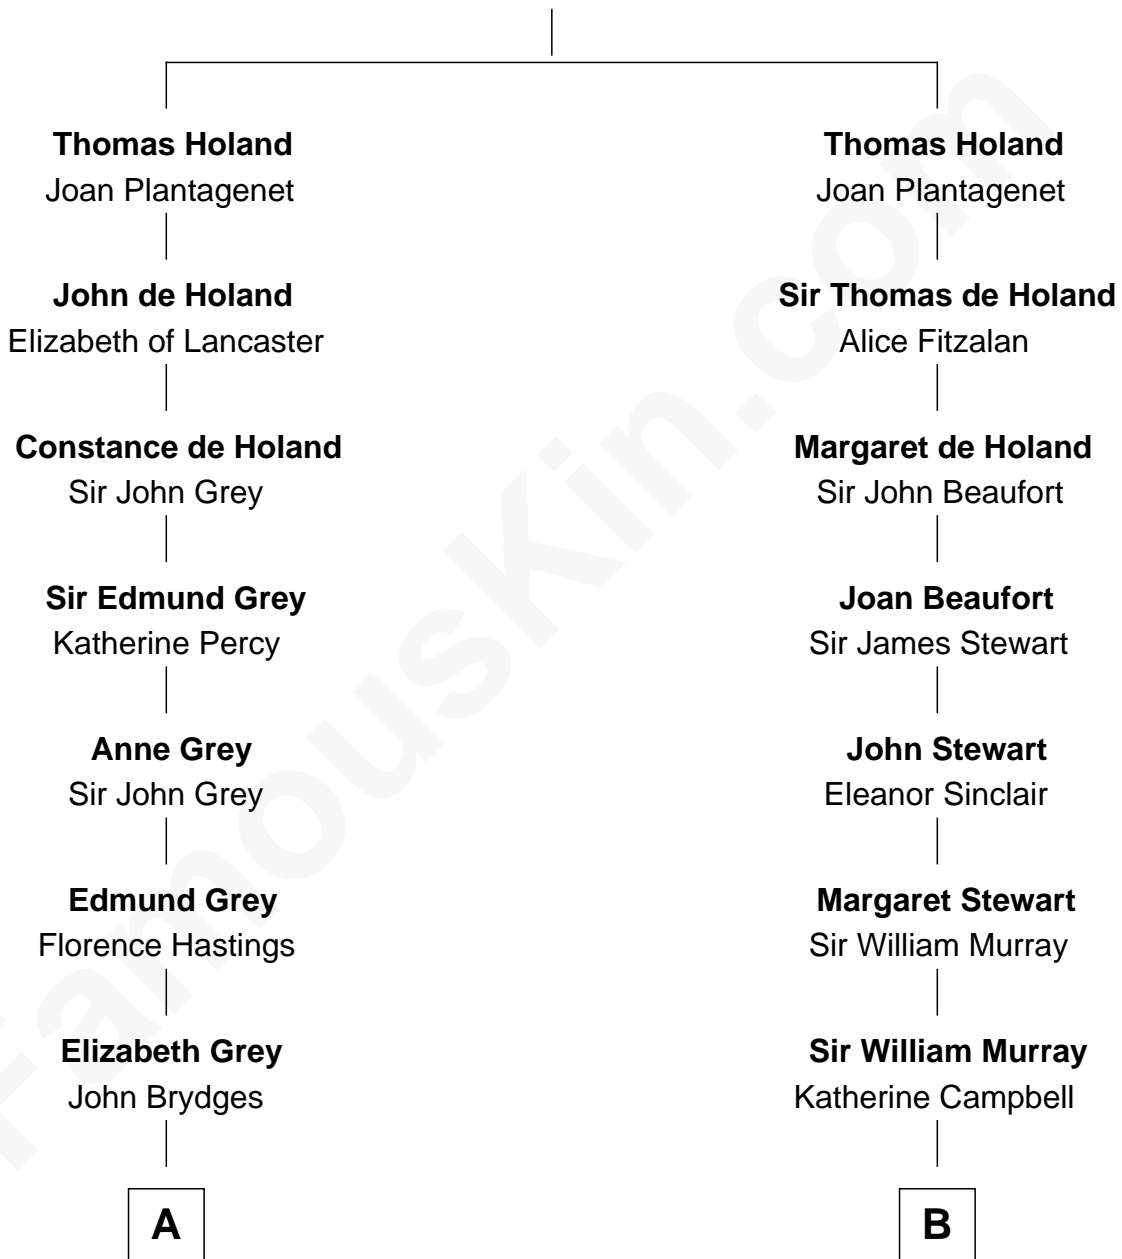 Thomas Holand
Joan Plantagenet
John de Holand
Elizabeth of Lancaster
Constance de Holand
Sir John Grey
Sir Edmund Grey
Katherine Percy
Anne Grey
Sir John Grey
Edmund Grey
Florence Hastings
Elizabeth Grey
John Brydges
A
Thomas Holand
Joan Plantagenet
Sir Thomas de Holand
Alice Fitzalan
Margaret de Holand
Sir John Beaufort
Joan Beaufort
Sir James Stewart
John Stewart
Eleanor Sinclair
Margaret Stewart
Sir William Murray
Sir William Murray
Katherine Campbell
B
FamousKin.com